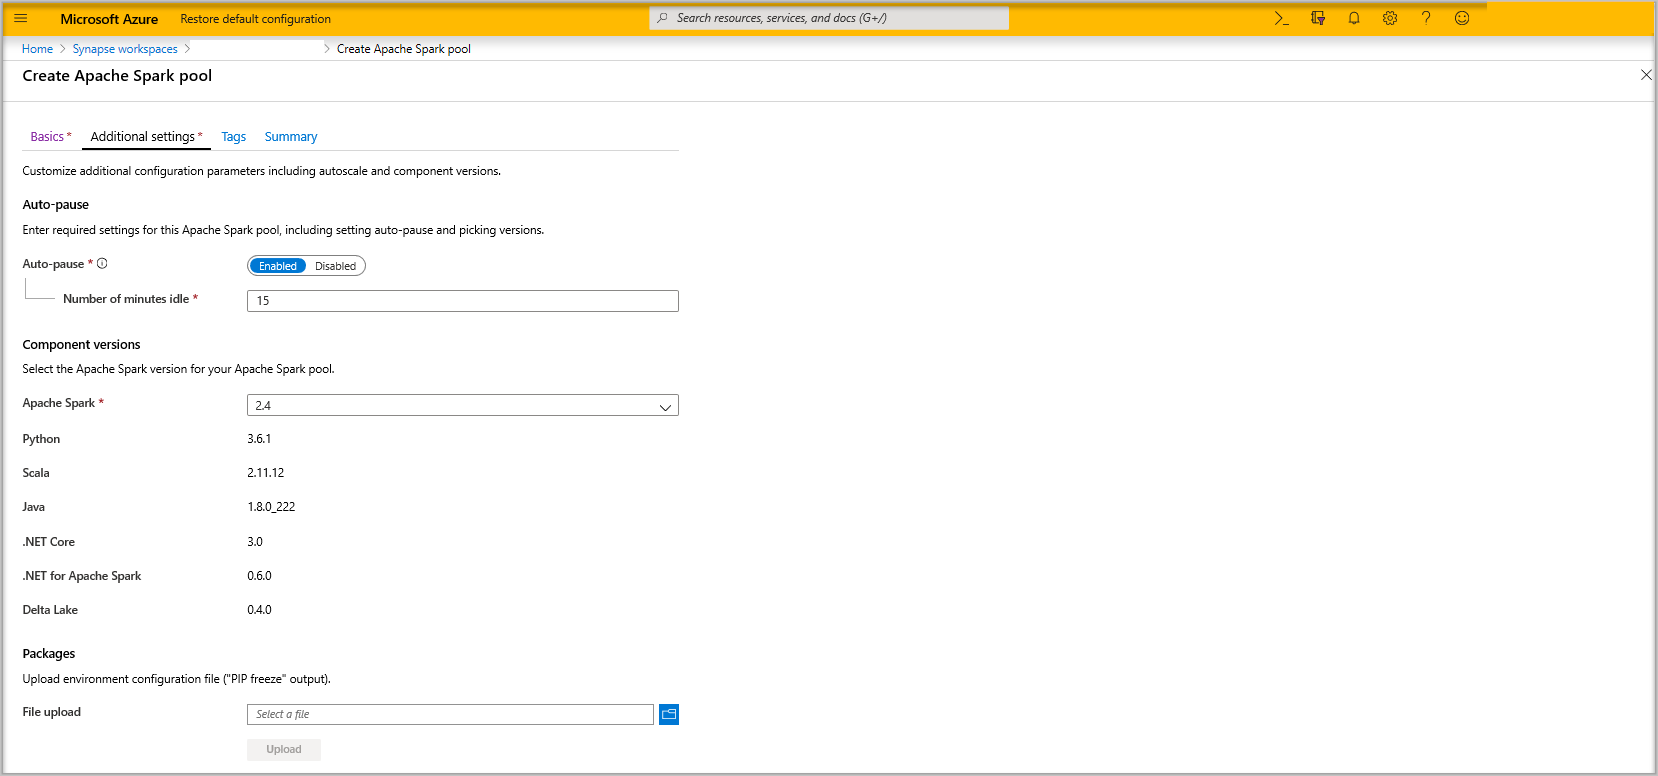 Microsoft Azure Restore default configuration Search resources, services, and docs (G+/)
Home > Synapse workspaces > > Create Apache Spark pool
Create Apache Spark pool
Basics * Additional settings * Tags Summary
Customize additional configuration parameters including autoscale and component versions.
Auto-pause
Enter required settings for this Apache Spark pool, including setting auto-pause and picking versions.
Auto-pause * Enabled Disabled
Number of minutes idle * 15
Component versions
Select the Apache Spark version for your Apache Spark pool.
Apache Spark * 2.4
Python 3.6.1
Scala 2.11.12
Java 1.8.0_222
.NET Core 3.0
.NET for Apache Spark 0.6.0
Delta Lake 0.4.0
Packages
Upload environment configuration file ("PIP freeze" output).
File upload Select a file
Upload